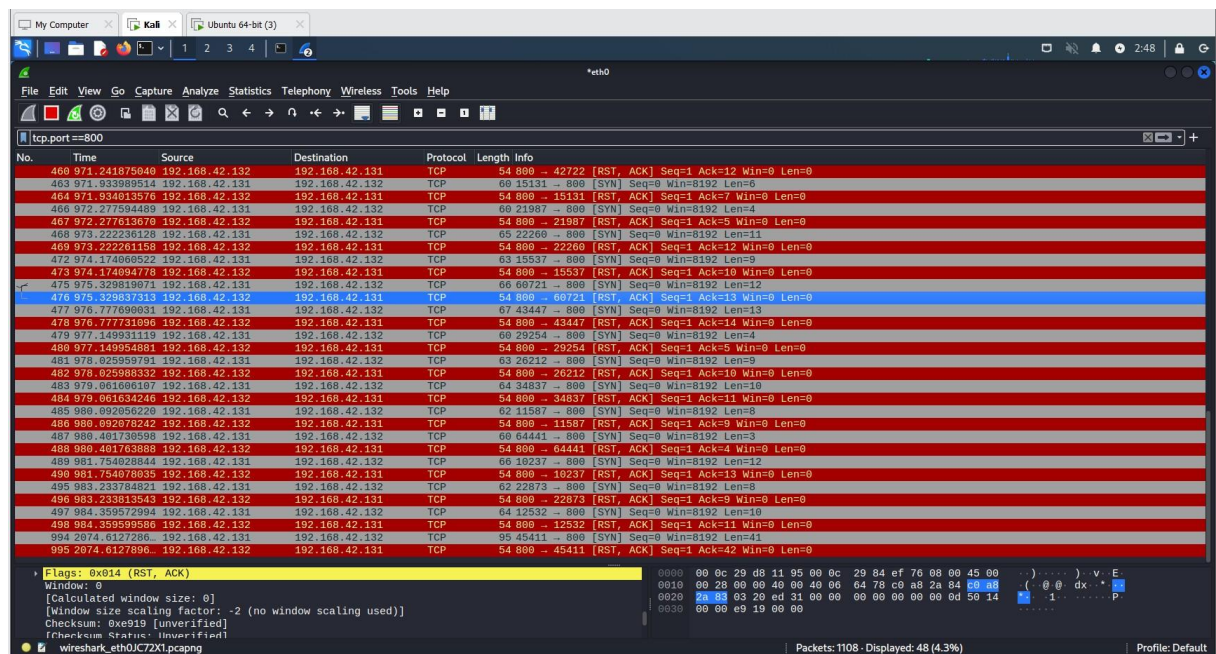 My Computer Kali Ubuntu 64-bit (3)
1 2 3 4 2:48
*eth0
File Edit View Go Capture Analyze Statistics Telephony Wireless Tools Help
tcp.port ==800
No. Time Source Destination Protocol Length Info
460 971.241875040 192.168.42.132 192.168.42.131 TCP 54 800 → 42722 [RST, ACK] Seq=1 Ack=12 Win=0 Len=0
463 971.933989514 192.168.42.131 192.168.42.132 TCP 60 15131 → 800 [SYN] Seq=0 Win=8192 Len=6
464 971.934013576 192.168.42.132 192.168.42.131 TCP 54 800 → 15131 [RST, ACK] Seq=1 Ack=7 Win=0 Len=0
466 972.277594489 192.168.42.131 192.168.42.132 TCP 60 21987 → 800 [SYN] Seq=0 Win=8192 Len=4
467 972.277613670 192.168.42.132 192.168.42.131 TCP 54 800 → 21987 [RST, ACK] Seq=1 Ack=5 Win=0 Len=0
468 973.222236128 192.168.42.131 192.168.42.132 TCP 65 22260 → 800 [SYN] Seq=0 Win=8192 Len=11
469 973.222261158 192.168.42.132 192.168.42.131 TCP 54 800 → 22260 [RST, ACK] Seq=1 Ack=12 Win=0 Len=0
472 974.174060522 192.168.42.131 192.168.42.132 TCP 63 15537 → 800 [SYN] Seq=0 Win=8192 Len=9
473 974.174094778 192.168.42.132 192.168.42.131 TCP 54 800 → 15537 [RST, ACK] Seq=1 Ack=10 Win=0 Len=0
475 975.329819071 192.168.42.131 192.168.42.132 TCP 66 60721 → 800 [SYN] Seq=0 Win=8192 Len=12
476 975.329837313 192.168.42.132 192.168.42.131 TCP 54 800 → 60721 [RST, ACK] Seq=1 Ack=13 Win=0 Len=0
477 976.777690031 192.168.42.131 192.168.42.132 TCP 67 43447 → 800 [SYN] Seq=0 Win=8192 Len=13
478 976.777731096 192.168.42.132 192.168.42.131 TCP 54 800 → 43447 [RST, ACK] Seq=1 Ack=14 Win=0 Len=0
479 977.149931119 192.168.42.131 192.168.42.132 TCP 60 29254 → 800 [SYN] Seq=0 Win=8192 Len=4
480 977.149954881 192.168.42.132 192.168.42.131 TCP 54 800 → 29254 [RST, ACK] Seq=1 Ack=5 Win=0 Len=0
481 978.025959791 192.168.42.131 192.168.42.132 TCP 63 26212 → 800 [SYN] Seq=0 Win=8192 Len=9
482 978.025988332 192.168.42.132 192.168.42.131 TCP 54 800 → 26212 [RST, ACK] Seq=1 Ack=10 Win=0 Len=0
483 979.061606107 192.168.42.131 192.168.42.132 TCP 64 34837 → 800 [SYN] Seq=0 Win=8192 Len=10
484 979.061634246 192.168.42.132 192.168.42.131 TCP 54 800 → 34837 [RST, ACK] Seq=1 Ack=11 Win=0 Len=0
485 980.092056220 192.168.42.131 192.168.42.132 TCP 62 11587 → 800 [SYN] Seq=0 Win=8192 Len=8
486 980.092078242 192.168.42.132 192.168.42.131 TCP 54 800 → 11587 [RST, ACK] Seq=1 Ack=9 Win=0 Len=0
487 980.401730598 192.168.42.131 192.168.42.132 TCP 60 64441 → 800 [SYN] Seq=0 Win=8192 Len=3
488 980.401763888 192.168.42.132 192.168.42.131 TCP 54 800 → 64441 [RST, ACK] Seq=1 Ack=4 Win=0 Len=0
489 981.754028844 192.168.42.131 192.168.42.132 TCP 66 10237 → 800 [SYN] Seq=0 Win=8192 Len=12
490 981.754078035 192.168.42.132 192.168.42.131 TCP 54 800 → 10237 [RST, ACK] Seq=1 Ack=13 Win=0 Len=0
495 983.233784821 192.168.42.131 192.168.42.132 TCP 62 22873 → 800 [SYN] Seq=0 Win=8192 Len=8
496 983.233813543 192.168.42.132 192.168.42.131 TCP 54 800 → 22873 [RST, ACK] Seq=1 Ack=9 Win=0 Len=0
497 984.359572994 192.168.42.131 192.168.42.132 TCP 64 12532 → 800 [SYN] Seq=0 Win=8192 Len=10
498 984.359599586 192.168.42.132 192.168.42.131 TCP 54 800 → 12532 [RST, ACK] Seq=1 Ack=11 Win=0 Len=0
994 2074.6127286… 192.168.42.131 192.168.42.132 TCP 95 45411 → 800 [SYN] Seq=0 Win=8192 Len=41
995 2074.6127896… 192.168.42.132 192.168.42.131 TCP 54 800 → 45411 [RST, ACK] Seq=1 Ack=42 Win=0 Len=0
Flags: 0x014 (RST, ACK)
Window: 0
[Calculated window size: 0]
[Window size scaling factor: -2 (no window scaling used)]
Checksum: 0xe919 [unverified]
[Checksum Status: Unverified]
0000 00 0c 29 d8 11 95 00 0c 29 84 ef 76 08 00 45 00 ··)····· )··v··E·
0010 00 28 00 00 40 00 40 06 64 78 c0 a8 2a 84 c0 a8 ·(··@·@· dx··*···
0020 2a 83 03 20 ed 31 00 00 00 00 00 00 00 0d 50 14 *·· ·1·· ······P·
0030 00 00 e9 19 00 00 ······
wireshark_eth0JC72X1.pcapng Packets: 1108 · Displayed: 48 (4.3%) Profile: Default